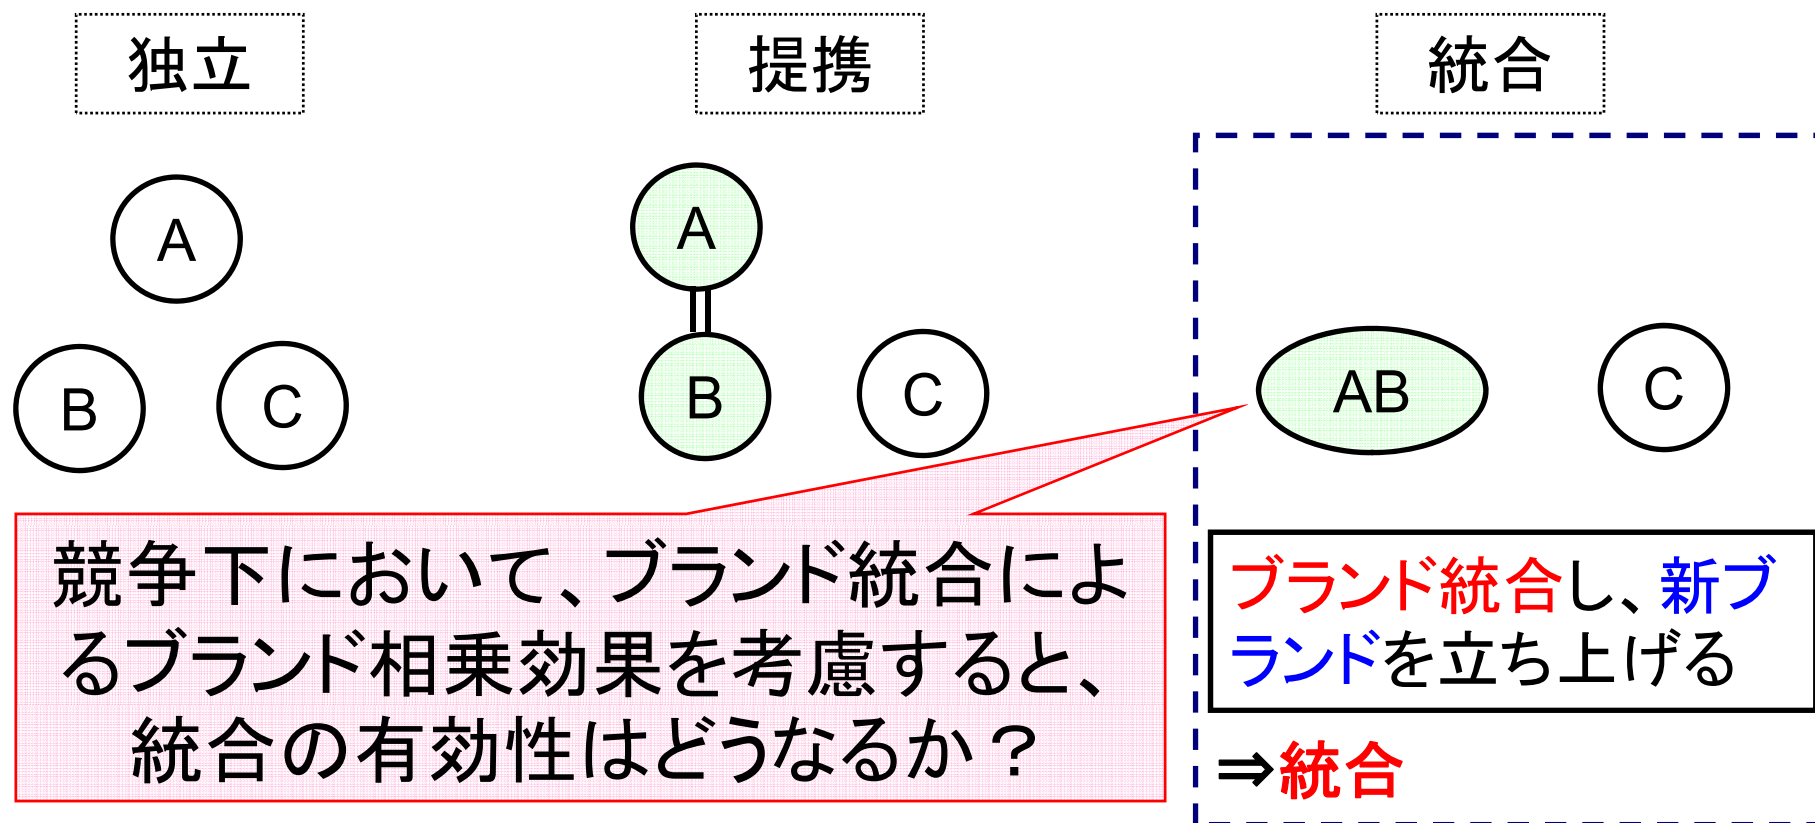 独立
提携
統合
A
B
C
A
B
C
AB
C
競争下において、ブランド統合によ
るブランド相乗効果を考慮すると、
統合の有効性はどうなるか？
ブランド統合し、新ブ
ランドを立ち上げる
⇒統合